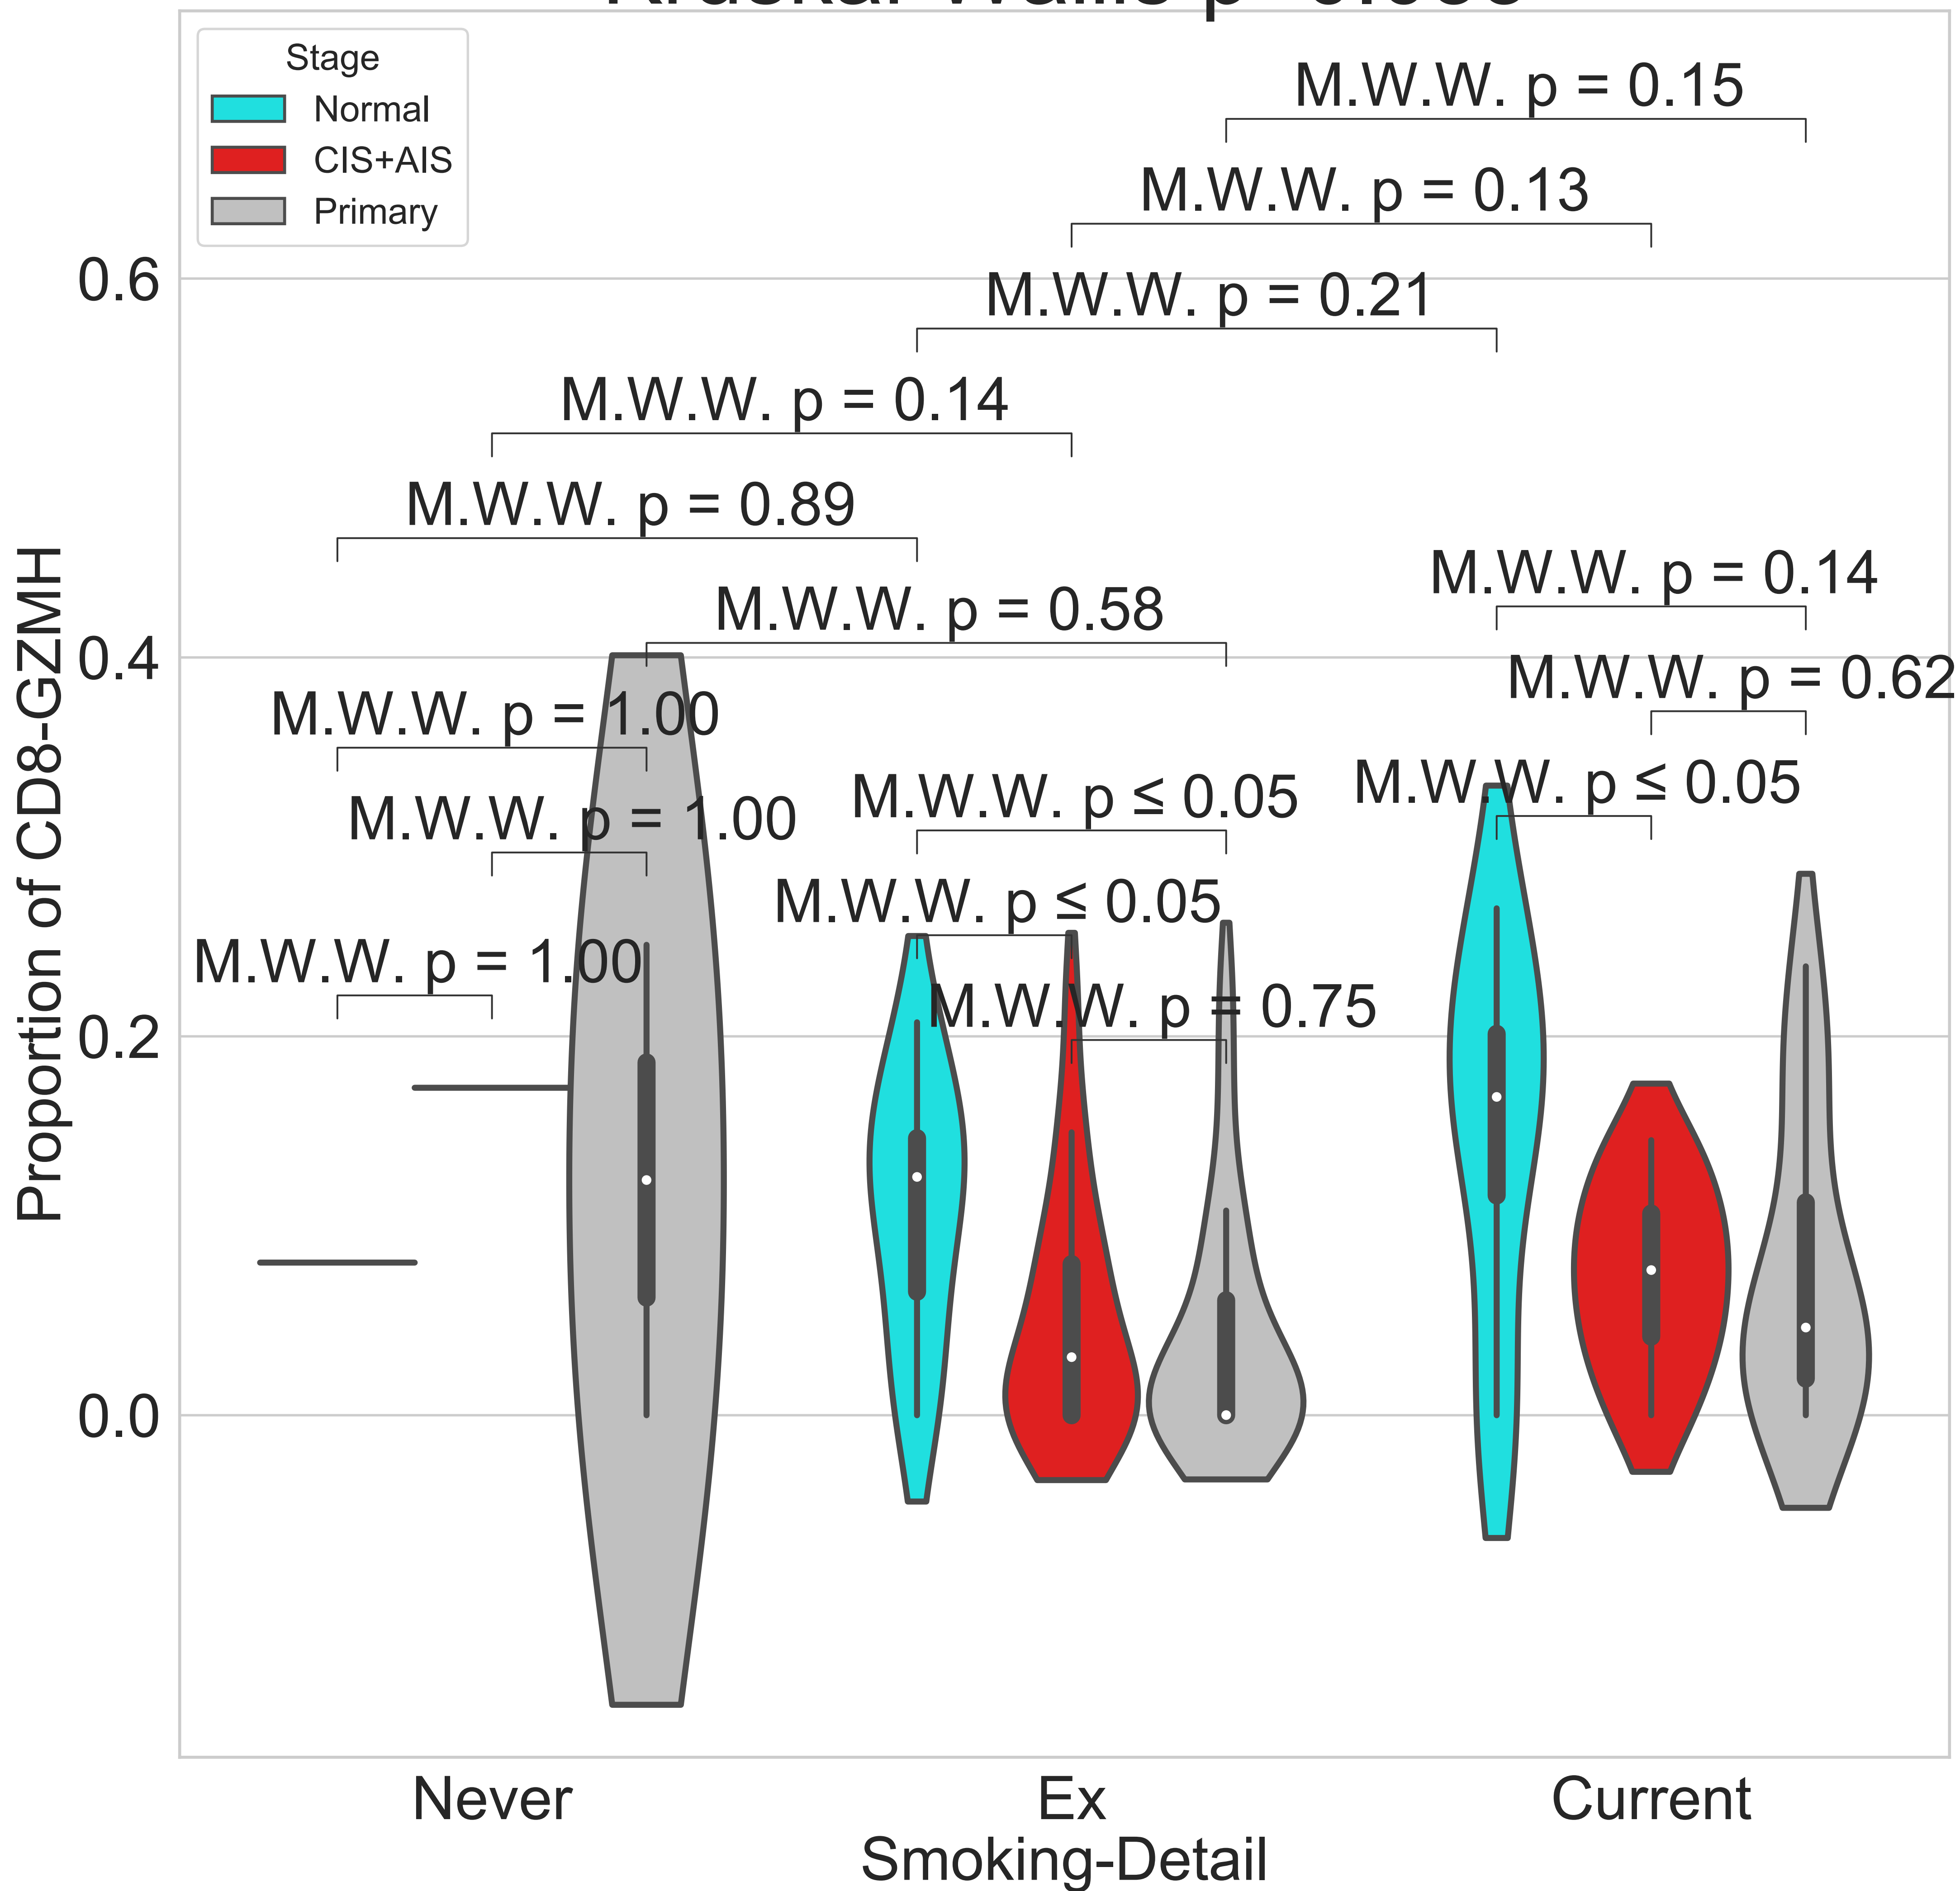 Stage
Normal
CIS+AIS
Primary
M.W.W. p = 0.15
M.W.W. p = 0.13
M.W.W. p = 0.21
M.W.W. p = 0.14
M.W.W. p = 0.89
M.W.W. p = 0.58
M.W.W. p = 0.14
M.W.W. p = 0.62
M.W.W. p = 1.00
M.W.W. p ≤ 0.05
M.W.W. p ≤ 0.05
M.W.W. p = 1.00
M.W.W. p ≤ 0.05
M.W.W. p = 1.00
M.W.W. p = 0.75
Proportion of CD8-GZMH
0.6
0.4
0.2
0.0
Never
Ex
Current
Smoking-Detail